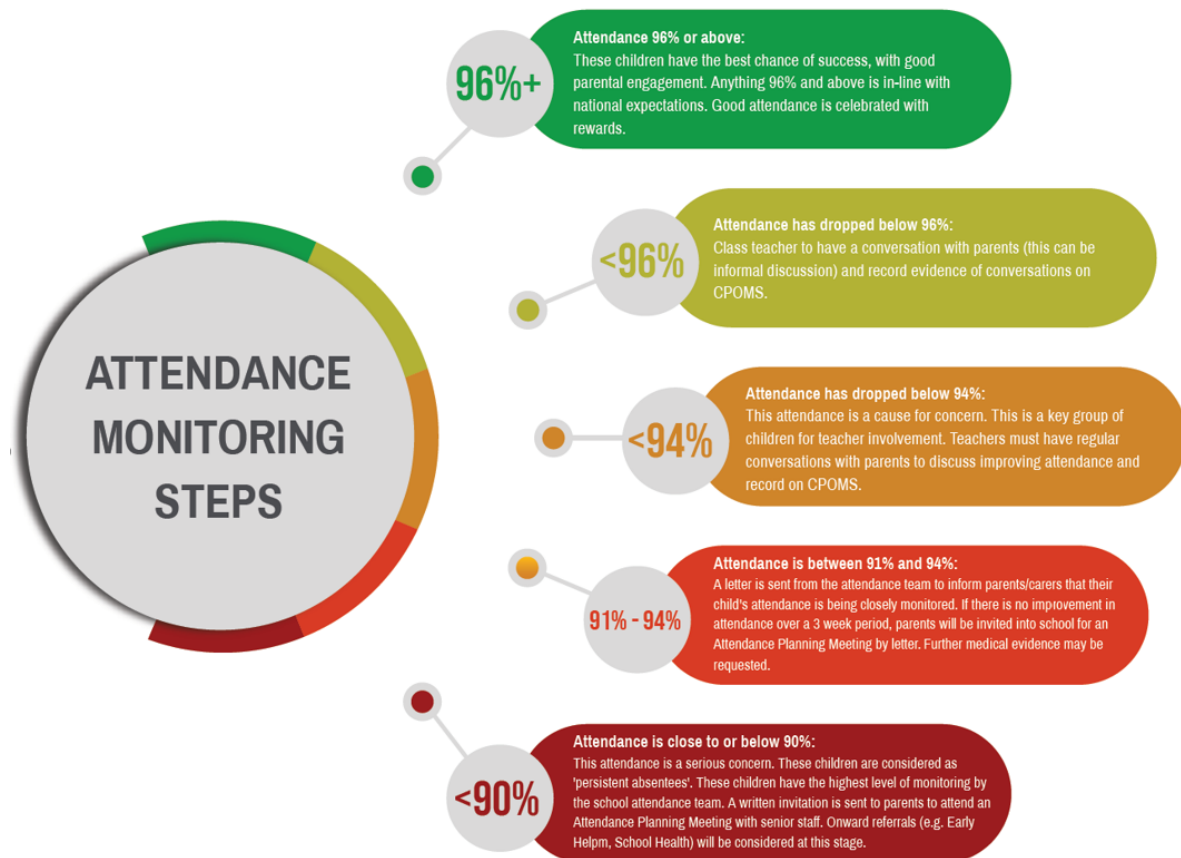 96%+
Attendance 96% or above:
These children have the best chance of success, with good
parental engagement. Anything 96% and above is in-line with
national expectations. Good attendance is celebrated with
rewards.
<96%
Attendance has dropped below 96%:
Class teacher to have a conversation with parents (this can be
informal discussion) and record evidence of conversations on
CPOMS.
ATTENDANCE
MONITORING
STEPS
<94%
Attendance has dropped below 94%:
This attendance is a cause for concern. This is a key group of
children for teacher involvement. Teachers must have regular
conversations with parents to discuss improving attendance and
record on CPOMS.
91% - 94%
Attendance is between 91% and 94%:
A letter is sent from the attendance team to inform parents/carers that their
child's attendance is being closely monitored. If there is no improvement in
attendance over a 3 week period, parents will be invited into school for an
Attendance Planning Meeting by letter. Further medical evidence may be
requested.
<90%
Attendance is close to or below 90%:
This attendance is a serious concern. These children are considered as
'persistent absentees'. These children have the highest level of monitoring by
the school attendance team. A written invitation is sent to parents to attend an
Attendance Planning Meeting with senior staff. Onward referrals (e.g. Early
Helpm, School Health) will be considered at this stage.